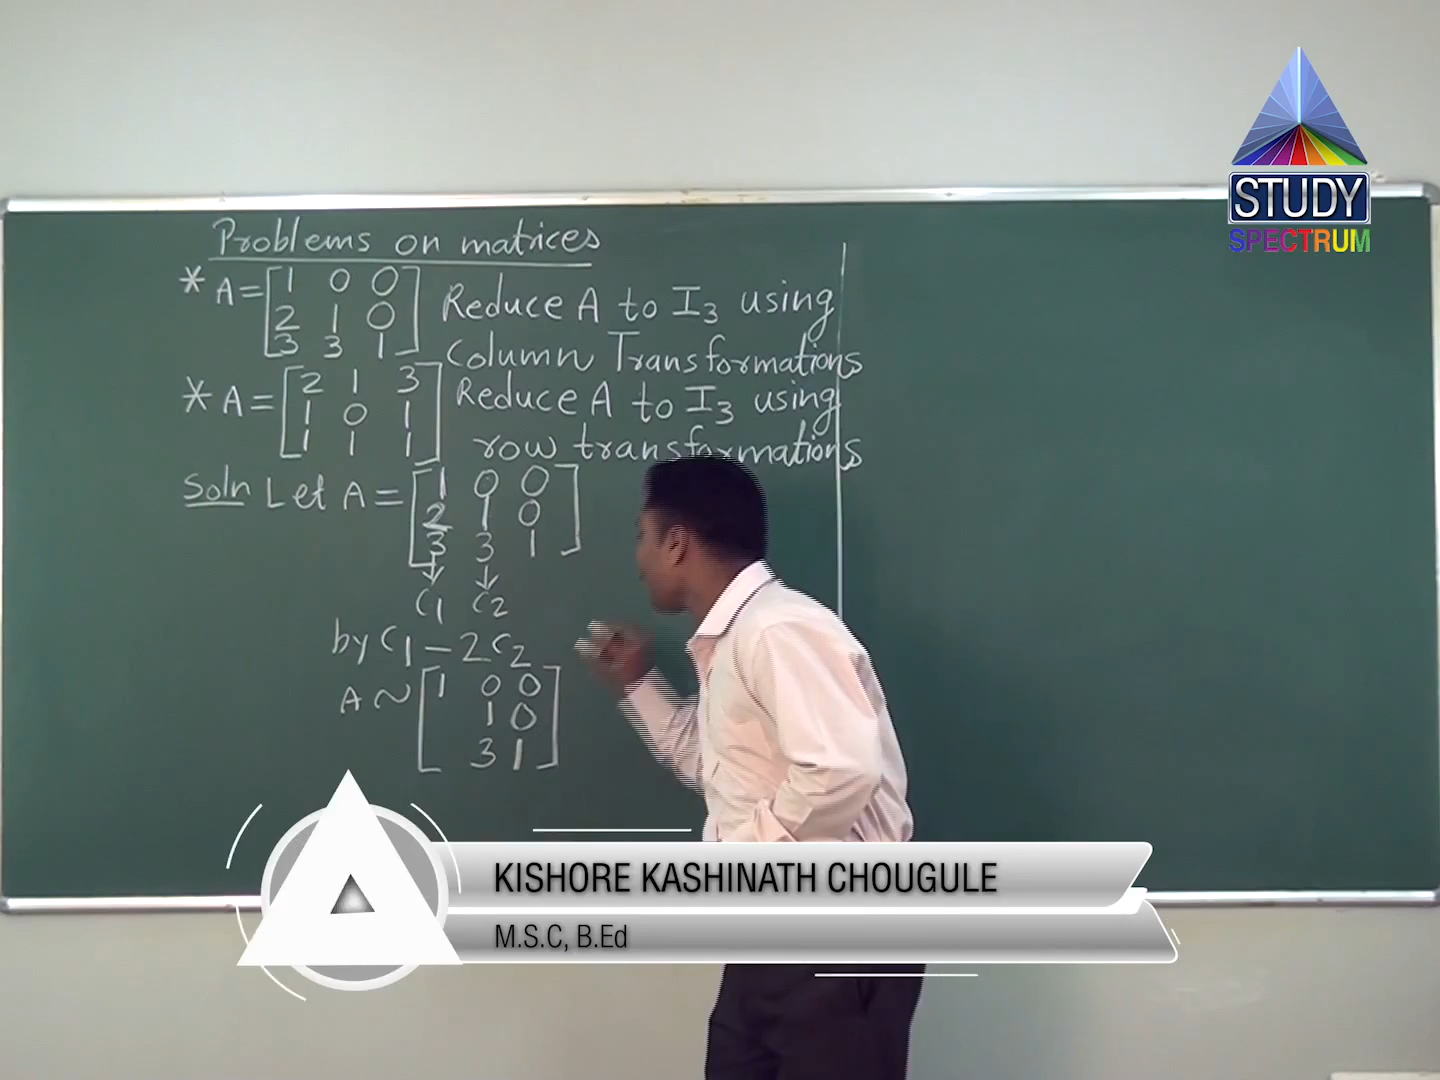 Problems on matrices
* A = [1 0 0
2 1 0
3 3 1] Reduce A to I3 using
Column Transformations
* A = [2 1 3
1 0 1
1 1 1] Reduce A to I3 using
row transformations
Soln Let A = [1 0 0
2 1 0
3 3 1]
↓ ↓
C1 C2
by C1 - 2C2
A ~ [1 0 0
1 0
3 1]
STUDY
SPECTRUM
KISHORE KASHINATH CHOUGULE
M.S.C, B.Ed